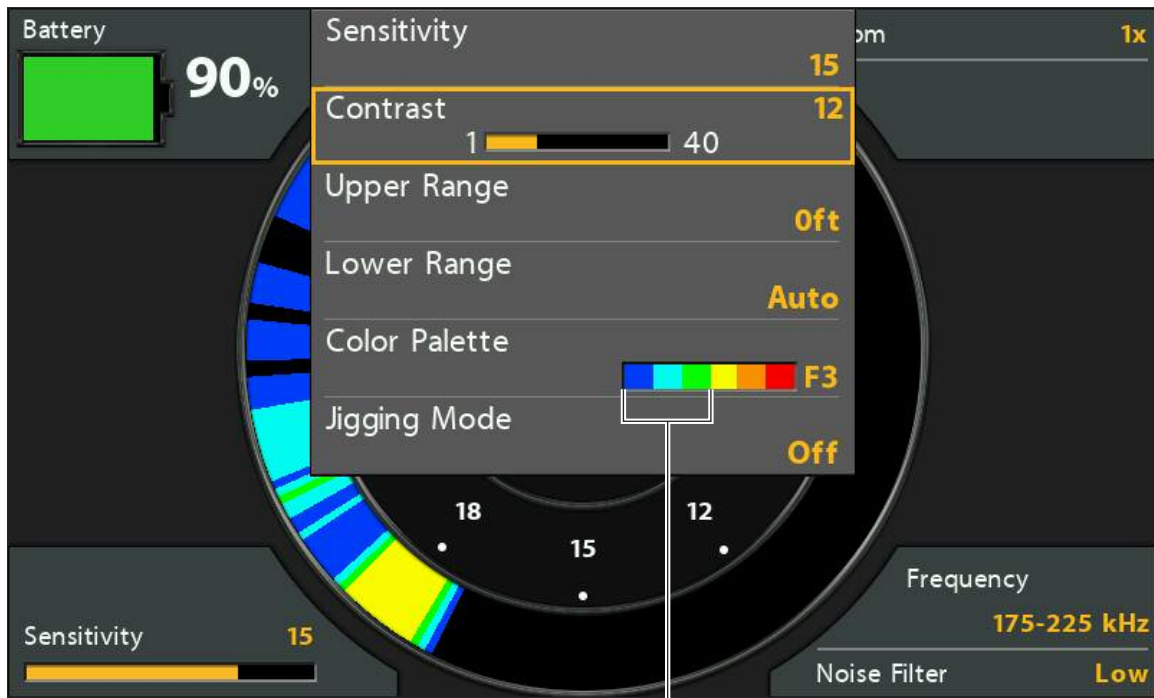 Battery
90%
Sensitivity
15
Contrast 12
1 40
Upper Range
0ft
Lower Range
Auto
Color Palette
F3
Jigging Mode
Off
1x
18 12
15
Sensitivity 15
Frequency
175-225 kHz
Noise Filter Low